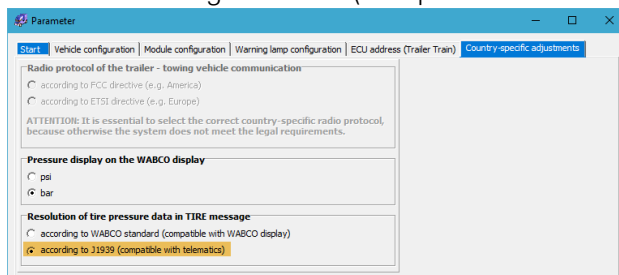 Parameter
Start Vehicle configuration Module configuration Warning lamp configuration ECU address (Trailer Train) Country-specific adjustments
Radio protocol of the trailer - towing vehicle communication
according to FCC directive (e.g. America)
according to ETSI directive (e.g. Europe)
ATTENTION: It is essential to select the correct country-specific radio protocol,
because otherwise the system does not meet the legal requirements.
Pressure display on the WABCO display
psi
bar
Resolution of tire pressure data in TIRE message
according to WABCO standard (compatible with WABCO display)
according to J1939 (compatible with telematics)